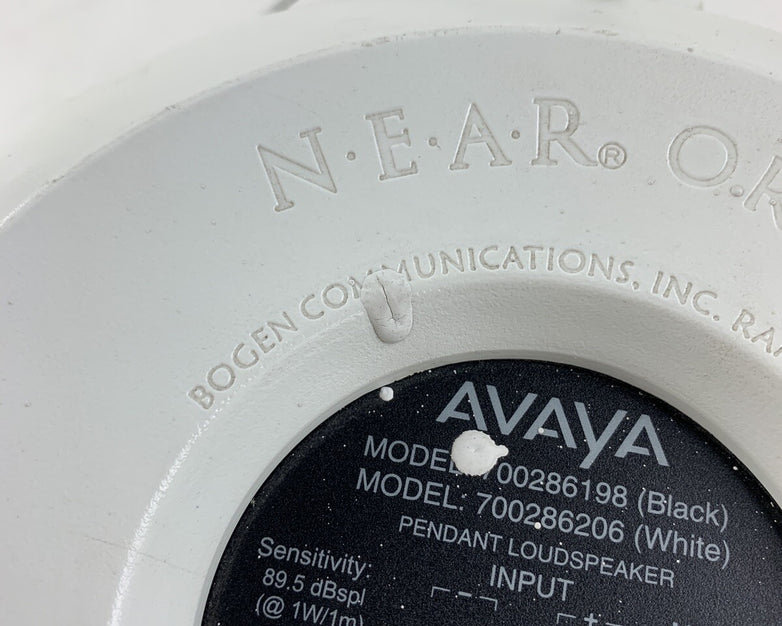 N·E·A·R®
BOGEN COMMUNICATIONS, INC.
AVAYA
MODEL: 700286198 (Black)
MODEL: 700286206 (White)
PENDANT LOUDSPEAKER
INPUT
Sensitivity:
89.5 dBspl
(@ 1W/1m)
-
+